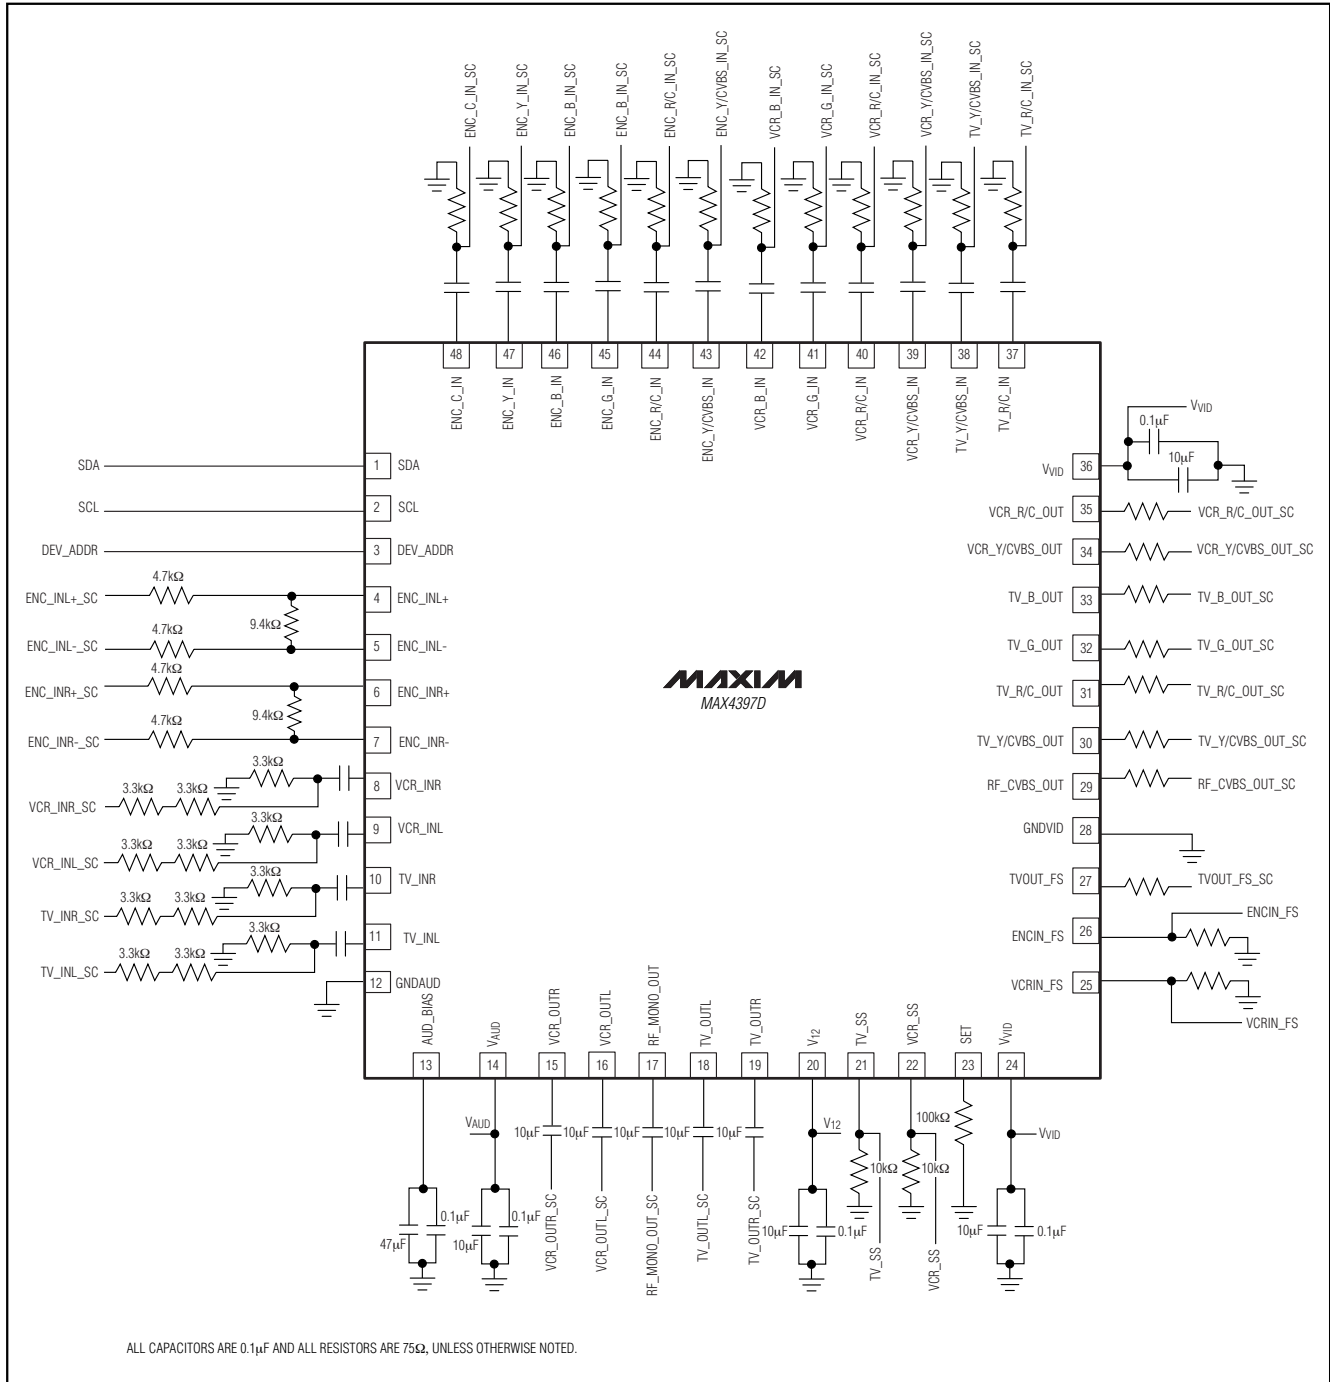 ENC_C_IN_SC
ENC_Y_IN_SC
ENC_B_IN_SC
ENC_B_IN_SC
ENC_R/C_IN_SC
ENC_Y/CVBS_IN_SC
VCR_B_IN_SC
VCR_G_IN_SC
VCR_R/C_IN_SC
VCR_Y/CVBS_IN_SC
TV_Y/CVBS_IN_SC
TV_R/C_IN_SC
48
47
46
45
44
43
42
41
40
39
38
37
ENC_C_IN
ENC_Y_IN
ENC_B_IN
ENC_G_IN
ENC_R/C_IN
ENC_Y/CVBS_IN
VCR_B_IN
VCR_G_IN
VCR_R/C_IN
VCR_Y/CVBS_IN
TV_Y/CVBS_IN
TV_R/C_IN
SDA
1
SDA
SCL
2
SCL
DEV_ADDR
3
DEV_ADDR
4.7kΩ
ENC_INL+_SC
4
ENC_INL+
9.4kΩ
4.7kΩ
ENC_INL-_SC
5
ENC_INL-
4.7kΩ
ENC_INR+_SC
6
ENC_INR+
9.4kΩ
4.7kΩ
ENC_INR-_SC
7
ENC_INR-
3.3kΩ
8
VCR_INR
3.3kΩ
3.3kΩ
VCR_INR_SC
3.3kΩ
9
VCR_INL
3.3kΩ
3.3kΩ
VCR_INL_SC
3.3kΩ
10
TV_INR
3.3kΩ
3.3kΩ
TV_INR_SC
3.3kΩ
11
TV_INL
3.3kΩ
3.3kΩ
TV_INL_SC
12
GNDAUD
MAXIM
MAX4397D
VVID
0.1μF
10μF
VVID
36
VCR_R/C_OUT
35
VCR_R/C_OUT_SC
VCR_Y/CVBS_OUT
34
VCR_Y/CVBS_OUT_SC
TV_B_OUT
33
TV_B_OUT_SC
TV_G_OUT
32
TV_G_OUT_SC
TV_R/C_OUT
31
TV_R/C_OUT_SC
TV_Y/CVBS_OUT
30
TV_Y/CVBS_OUT_SC
RF_CVBS_OUT
29
RF_CVBS_OUT_SC
GNDVID
28
TVOUT_FS
27
TVOUT_FS_SC
ENCIN_FS
ENCIN_FS
26
VCRIN_FS
25
VCRIN_FS
AUD_BIAS
VAUD
VCR_OUTR
VCR_OUTL
RF_MONO_OUT
TV_OUTL
TV_OUTR
V12
TV_SS
VCR_SS
SET
VVID
13
14
15
16
17
18
19
20
21
22
23
24
VAUD
10μF
10μF
10μF
10μF
10μF
V12
100kΩ
VVID
10kΩ
10kΩ
47μF
0.1μF
10μF
0.1μF
VCR_OUTR_SC
VCR_OUTL_SC
RF_MONO_OUT_SC
TV_OUTL_SC
TV_OUTR_SC
10μF
0.1μF
TV_SS
VCR_SS
10μF
0.1μF
ALL CAPACITORS ARE 0.1μF AND ALL RESISTORS ARE 75Ω, UNLESS OTHERWISE NOTED.